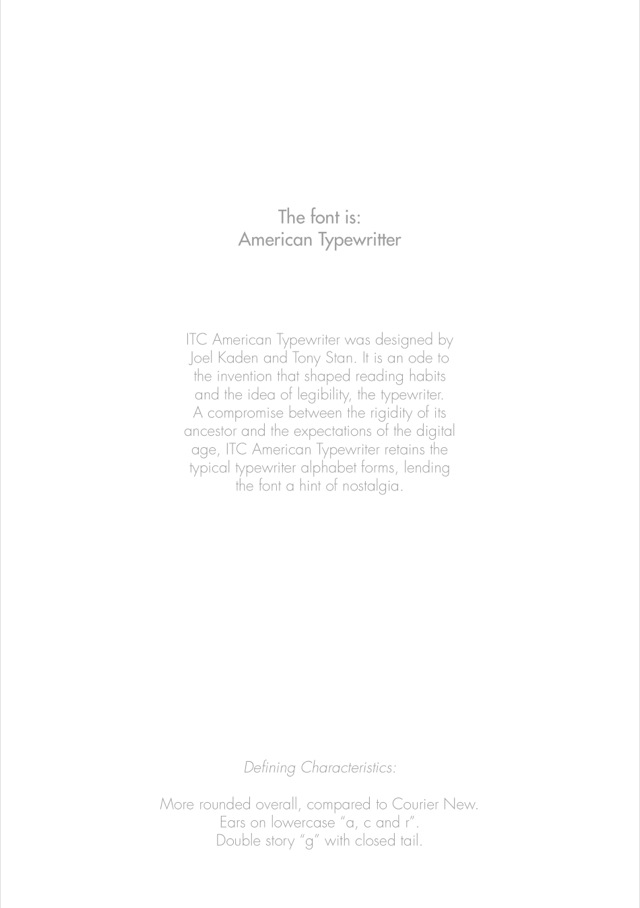 The font is:
American Typewritter
ITC American Typewriter was designed by
Joel Kaden and Tony Stan. It is an ode to
the invention that shaped reading habits
and the idea of legibility, the typewriter.
A compromise between the rigidity of its
ancestor and the expectations of the digital
age, ITC American Typewriter retains the
typical typewriter alphabet forms, lending
the font a hint of nostalgia.
Defining Characteristics:
More rounded overall, compared to Courier New.
Ears on lowercase “a, c and r”.
Double story “g” with closed tail.